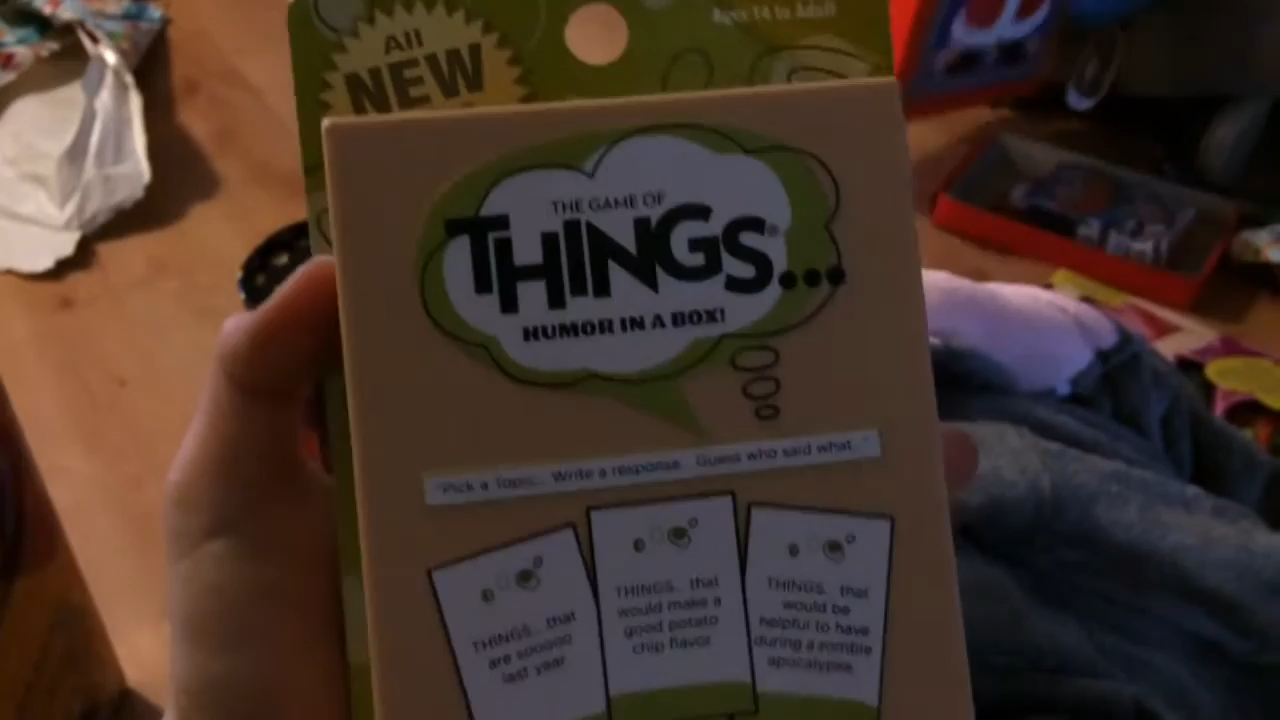 All
NEW
Ages 14 to Adult
THE GAME OF
THINGS®...
HUMOR IN A BOX!
"Pick a Topic... Write a response... Guess who said what..."
THINGS... that
are sooooo
last year
THINGS... that
would make a
good potato
chip flavor
THINGS... that
would be
helpful to have
during a zombie
apocalypse